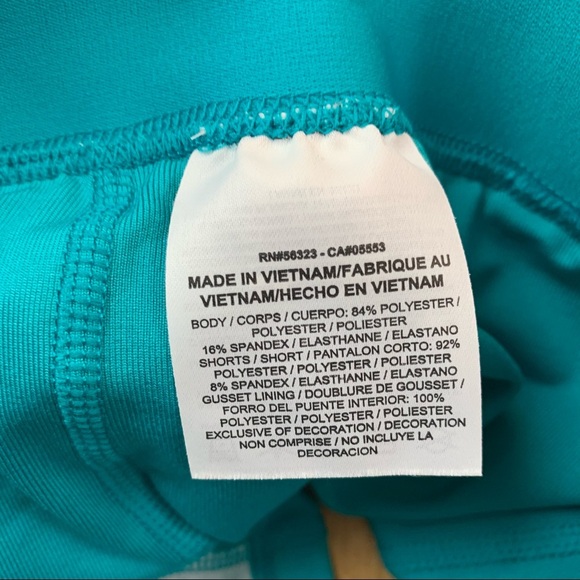 RN#56323 - CA#05553
MADE IN VIETNAM/FABRIQUE AU
VIETNAM/HECHO EN VIETNAM
BODY / CORPS / CUERPO: 84% POLYESTER /
POLYESTER / POLIESTER
16% SPANDEX / ELASTHANNE / ELASTANO
SHORTS / SHORT / PANTALON CORTO: 92%
POLYESTER / POLYESTER / POLIESTER
8% SPANDEX / ELASTHANNE / ELASTANO
GUSSET LINING / DOUBLURE DE GOUSSET /
FORRO DEL PUENTE INTERIOR: 100%
POLYESTER / POLYESTER / POLIESTER
EXCLUSIVE OF DECORATION / DECORATION
NON COMPRISE / NO INCLUYE LA
DECORACION